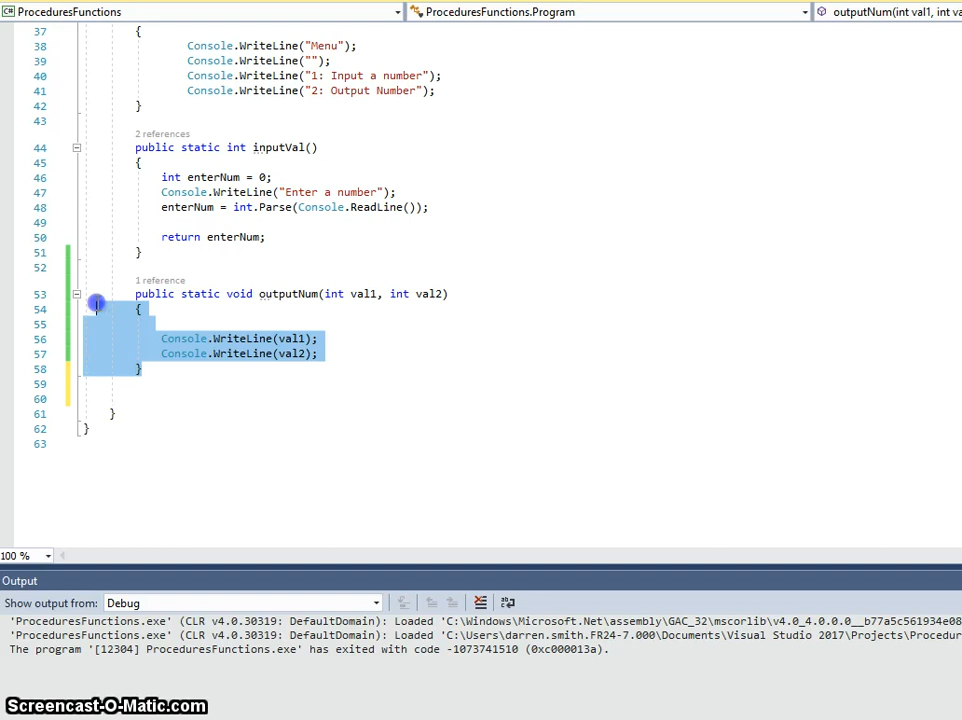 ProceduresFunctions
ProceduresFunctions.Program
outputNum(int val1, int va
37 {
38 Console.WriteLine("Menu");
39 Console.WriteLine("");
40 Console.WriteLine("1: Input a number");
41 Console.WriteLine("2: Output Number");
42 }
43
2 references
44 public static int inputVal()
45 {
46 int enterNum = 0;
47 Console.WriteLine("Enter a number");
48 enterNum = int.Parse(Console.ReadLine());
49
50 return enterNum;
51 }
52
1 reference
53 public static void outputNum(int val1, int val2)
54 {
55
56 Console.WriteLine(val1);
57 Console.WriteLine(val2);
58 }
59
60
61 }
62 }
63
100 %
Output
Show output from: Debug
'ProceduresFunctions.exe' (CLR v4.0.30319: DefaultDomain): Loaded 'C:\Windows\Microsoft.Net\assembly\GAC_32\mscorlib\v4.0_4.0.0.0__b77a5c561934e08
'ProceduresFunctions.exe' (CLR v4.0.30319: DefaultDomain): Loaded 'C:\Users\darren.smith.FR24-7.000\Documents\Visual Studio 2017\Projects\Procedur
The program '[12304] ProceduresFunctions.exe' has exited with code -1073741510 (0xc000013a).
Screencast-O-Matic.com